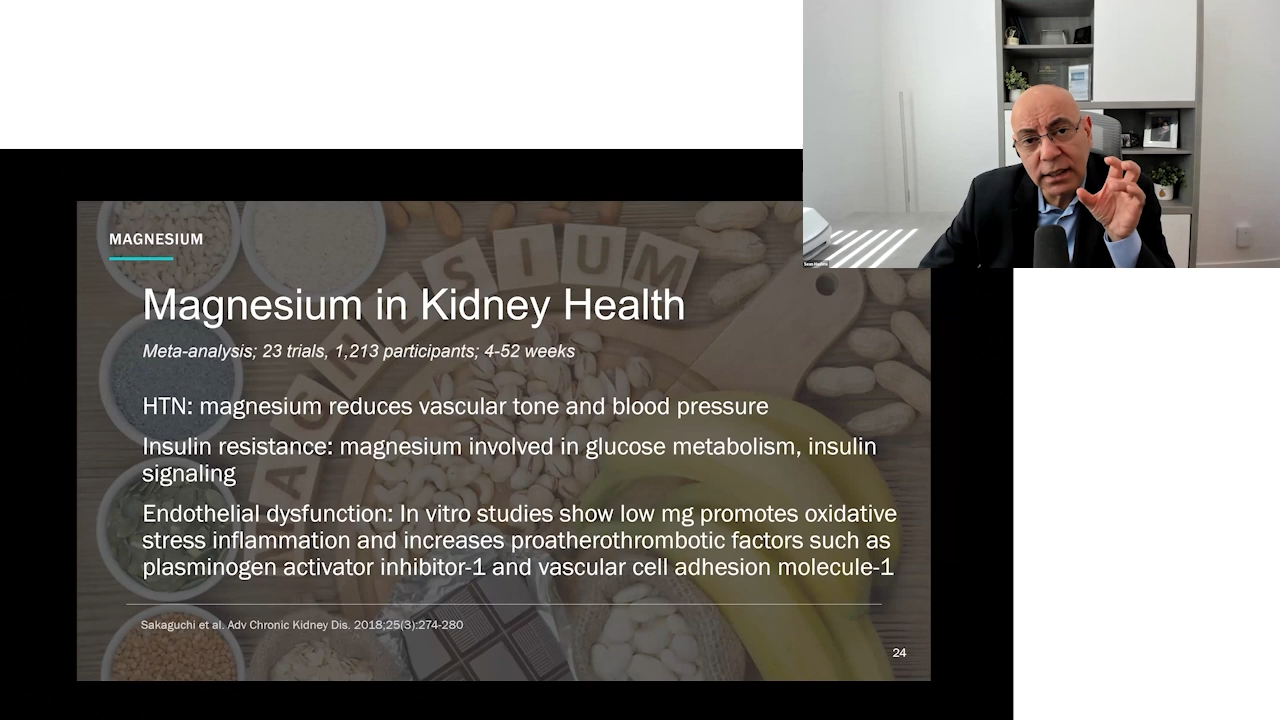 MAGNESIUM
MAGNESIUM
Magnesium in Kidney Health
Meta-analysis; 23 trials, 1,213 participants; 4-52 weeks
HTN: magnesium reduces vascular tone and blood pressure
Insulin resistance: magnesium involved in glucose metabolism, insulin
signaling
Endothelial dysfunction: In vitro studies show low mg promotes oxidative
stress inflammation and increases proatherothrombotic factors such as
plasminogen activator inhibitor-1 and vascular cell adhesion molecule-1
Sakaguchi et al. Adv Chronic Kidney Dis. 2018;25(3):274-280
24